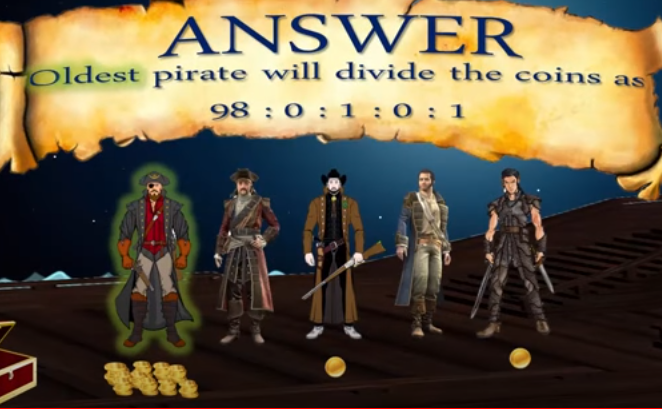 ANSWER
Oldest pirate will divide the coins as
98 : 0 : 1 : 0 : 1